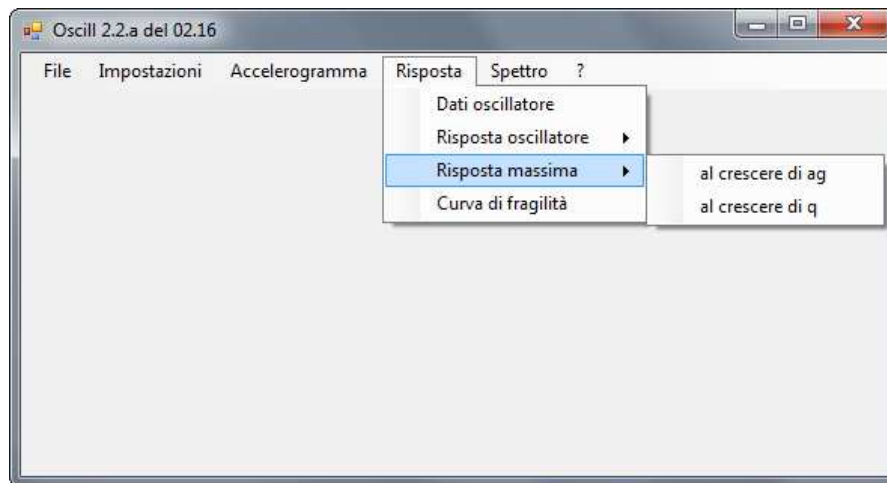 Oscill 2.2.a del 02.16
File Impostazioni Accelerogramma Risposta Spettro ?
Dati oscillatore
Risposta oscillatore
Risposta massima
Curva di fragilità
al crescere di ag
al crescere di q